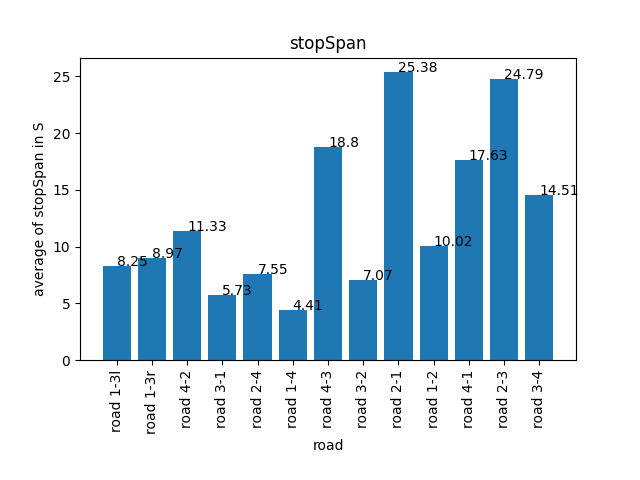 stopSpan
average of stopSpan in S
25
20
15
10
5
0
8.25
8.97
11.33
5.73
7.55
4.41
18.8
7.07
25.38
10.02
17.63
24.79
14.51
road 1-3l
road 1-3r
road 4-2
road 3-1
road 2-4
road 1-4
road 4-3
road 3-2
road 2-1
road 1-2
road 4-1
road 2-3
road 3-4
road